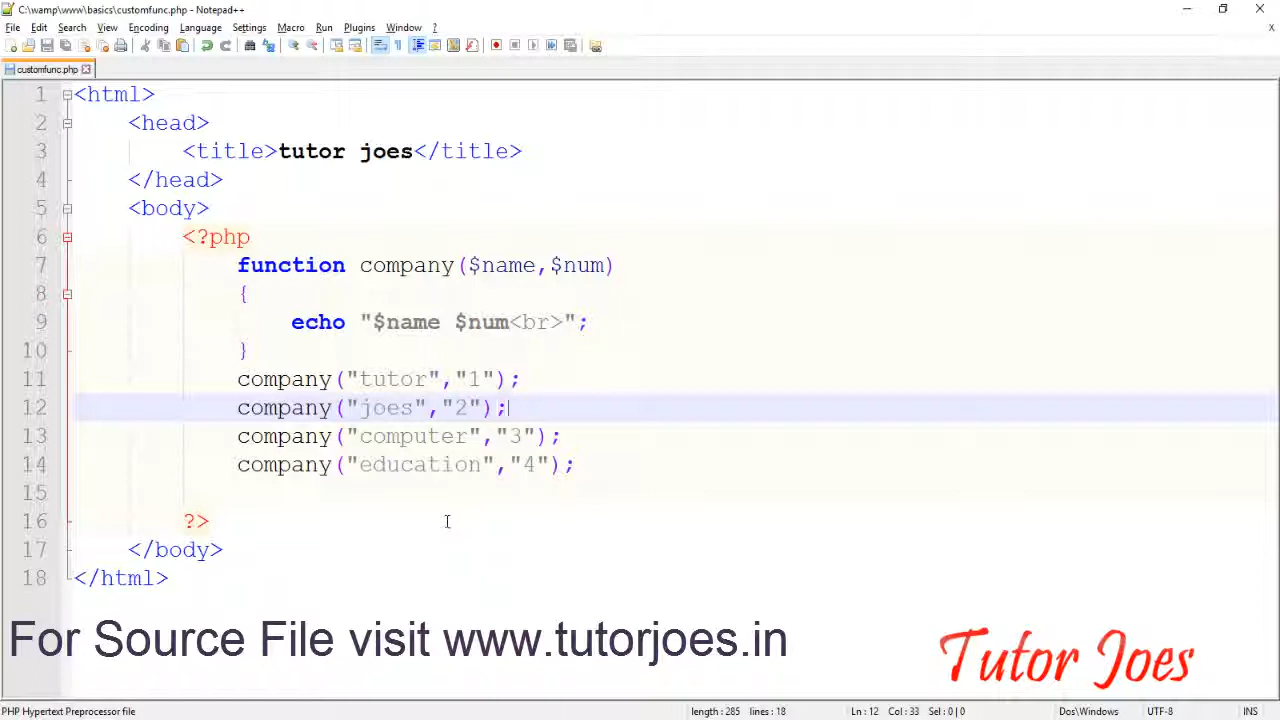 C:\wamp\www\basics\customfunc.php - Notepad++
File Edit Search View Encoding Language Settings Macro Run Plugins Window ?
X
customfunc.php
1 <html>
2 <head>
3 <title>tutor joes</title>
4 </head>
5 <body>
6 <?php
7 function company($name,$num)
8 {
9 echo "$name $num<br>";
10 }
11 company("tutor","1");
12 company("joes","2");
13 company("computer","3");
14 company("education","4");
15
16 ?>
17 </body>
18 </html>
For Source File visit www.tutorjoes.in
Tutor Joes
PHP Hypertext Preprocessor file length : 285 lines : 18 Ln : 12 Col : 33 Sel : 0 | 0 Dos\Windows UTF-8 INS